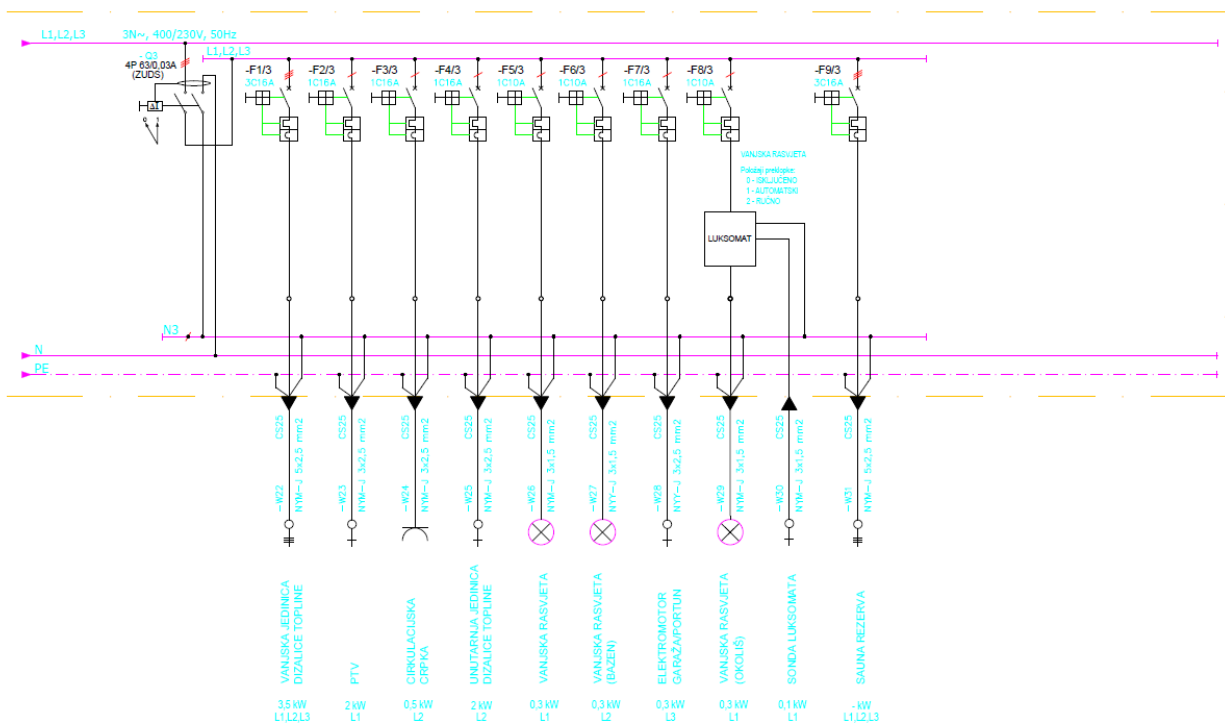 L1,L2,L3
3N~, 400/230V, 50Hz
- Q3
4P 63/0,03A
(ZUDS)
ΔI
0 1
L1,L2,L3
-F1/3
3C16A
-F2/3
1C16A
-F3/3
1C16A
-F4/3
1C16A
-F5/3
1C10A
-F6/3
1C10A
-F7/3
1C16A
-F8/3
1C10A
-F9/3
3C16A
VANJSKA RASVJETA
Položaji preklopke:
0 - ISKLJUČENO
1 - AUTOMATSKI
2 - RUČNO
LUKSOMAT
N3
N
PE
-W22 CS25
NYM-J 5x2,5 mm2
-W23 CS25
NYM-J 3x2,5 mm2
-W24 CS25
NYM-J 3x2,5 mm2
-W25 CS25
NYM-J 3x2,5 mm2
-W26 CS25
NYM-J 3x1,5 mm2
-W27 CS25
NYY-J 3x1,5 mm2
-W28 CS25
NYY-J 3x2,5 mm2
-W29 CS25
NYM-J 3x1,5 mm2
-W30 CS25
NYM-J 3x1,5 mm2
-W31 CS25
NYM-J 5x2,5 mm2
VANJSKA JEDINICA
DIZALICE TOPLINE
3,5 kW
L1,L2,L3
PTV
2 kW
L1
CIRKULACIJSKA
CRPKA
0,5 kW
L2
UNUTARNJA JEDINICA
DIZALICE TOPLINE
2 kW
L2
VANJSKA RASVJETA
0,3 kW
L1
VANJSKA RASVJETA
(BAZEN)
0,3 kW
L2
ELEKTROMOTOR
GARAŽA/PORTUN
0,3 kW
L3
VANJSKA RASVJETA
(OKOLIŠ)
0,3 kW
L1
SONDA LUKSOMATA
0,1 kW
L1
SAUNA REZERVA
- kW
L1,L2,L3